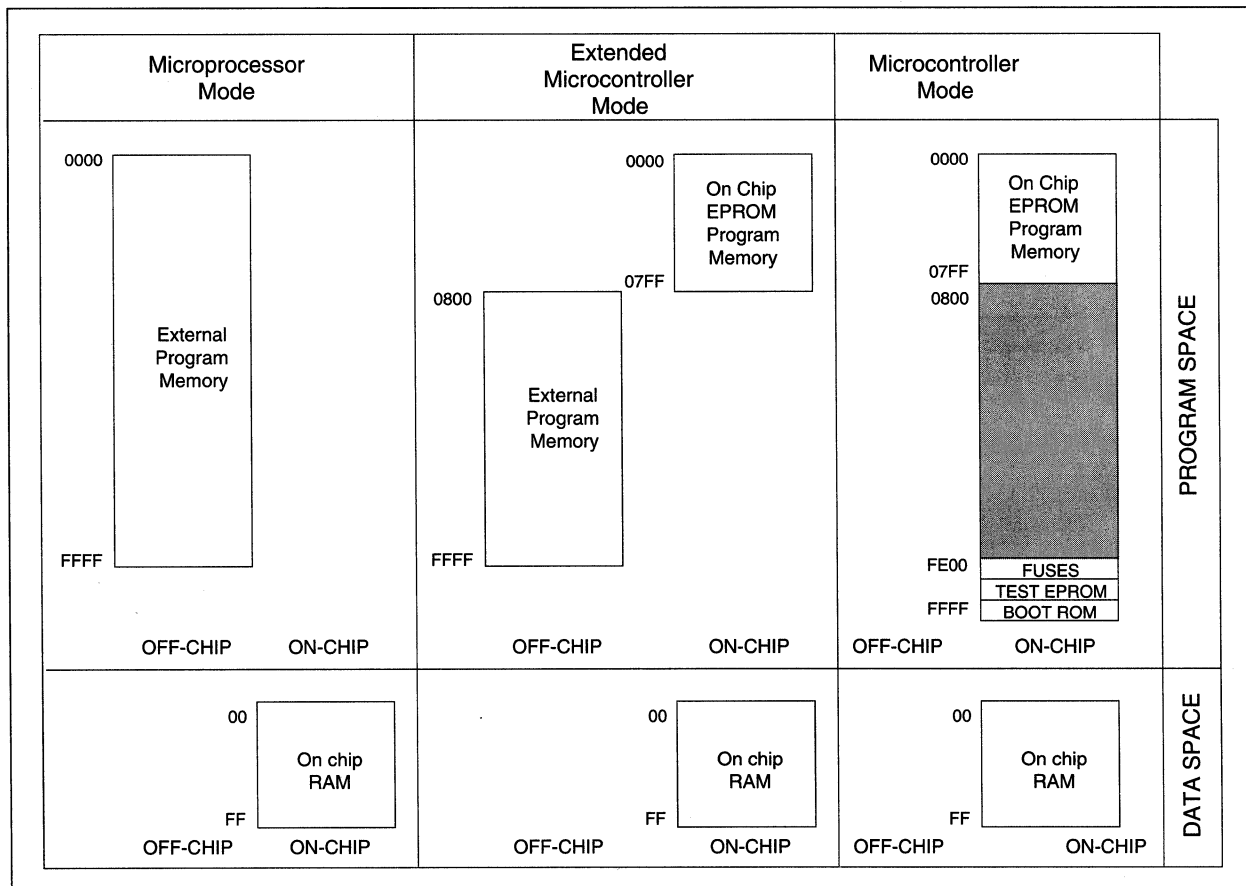 Microprocessor
Mode
Extended
Microcontroller
Mode
Microcontroller
Mode
0000
External
Program
Memory
FFFF
OFF-CHIP
ON-CHIP
0000
On Chip
EPROM
Program
Memory
07FF
0800
External
Program
Memory
FFFF
OFF-CHIP
ON-CHIP
0000
On Chip
EPROM
Program
Memory
07FF
0800
FE00
FUSES
TEST EPROM
FFFF
BOOT ROM
OFF-CHIP
ON-CHIP
PROGRAM SPACE
00
On chip
RAM
FF
OFF-CHIP
ON-CHIP
00
On chip
RAM
FF
OFF-CHIP
ON-CHIP
00
On chip
RAM
FF
OFF-CHIP
ON-CHIP
DATA SPACE